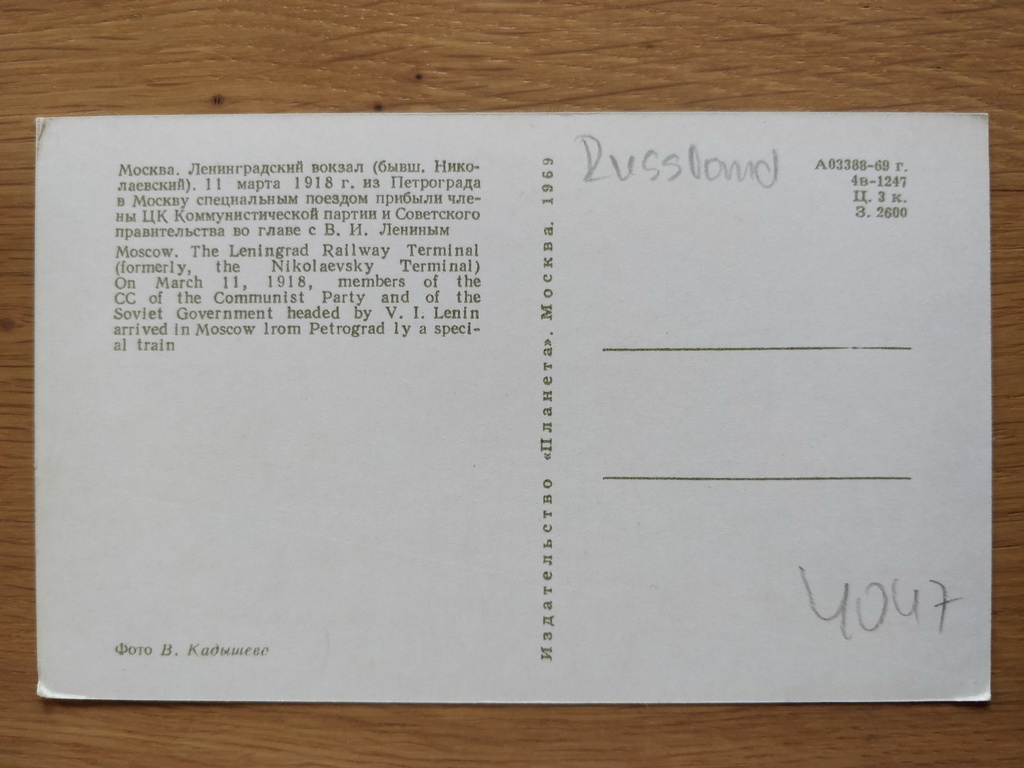 Москва. Ленинградский вокзал (бывш. Нико-
лаевский). 11 марта 1918 г. из Петрограда
в Москву специальным поездом прибыли чле-
ны ЦК Коммунистической партии и Советского
правительства во главе с В. И. Лениным
Moscow. The Leningrad Railway Terminal
(formerly, the Nikolaevsky Terminal)
On March 11, 1918, members of the
CC of the Communist Party and of the
Soviet Government headed by V. I. Lenin
arrived in Moscow lrom Petrograd ly a speci-
al train
Фото В. Кадышево
Издательство «Планета». Москва. 1969
Russland
А03388-69 г.
4в-1247
Ц. 3 к.
З. 2600
4047